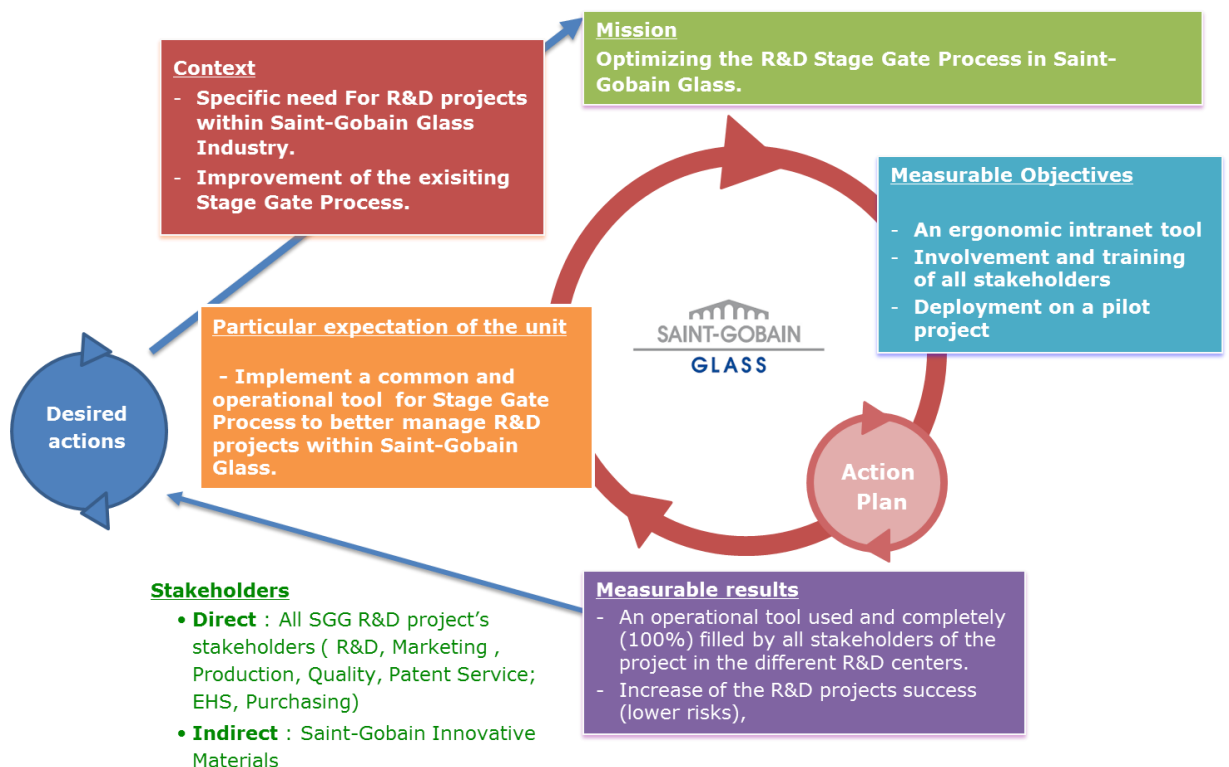 Mission
Optimizing the R&D Stage Gate Process in Saint-
Gobain Glass.
Context
- Specific need For R&D projects
within Saint-Gobain Glass
Industry.
- Improvement of the exisiting
Stage Gate Process.
Measurable Objectives
- An ergonomic intranet tool
- Involvement and training
of all stakeholders
- Deployment on a pilot
project
SAINT-GOBAIN
GLASS
Particular expectation of the unit
- Implement a common and
operational tool for Stage Gate
Process to better manage R&D
projects within Saint-Gobain
Glass.
Desired
actions
Action
Plan
Measurable results
- An operational tool used and completely
(100%) filled by all stakeholders of the
project in the different R&D centers.
- Increase of the R&D projects success
(lower risks),
Stakeholders
• Direct : All SGG R&D project’s
stakeholders ( R&D, Marketing ,
Production, Quality, Patent Service;
EHS, Purchasing)
• Indirect : Saint-Gobain Innovative
Materials